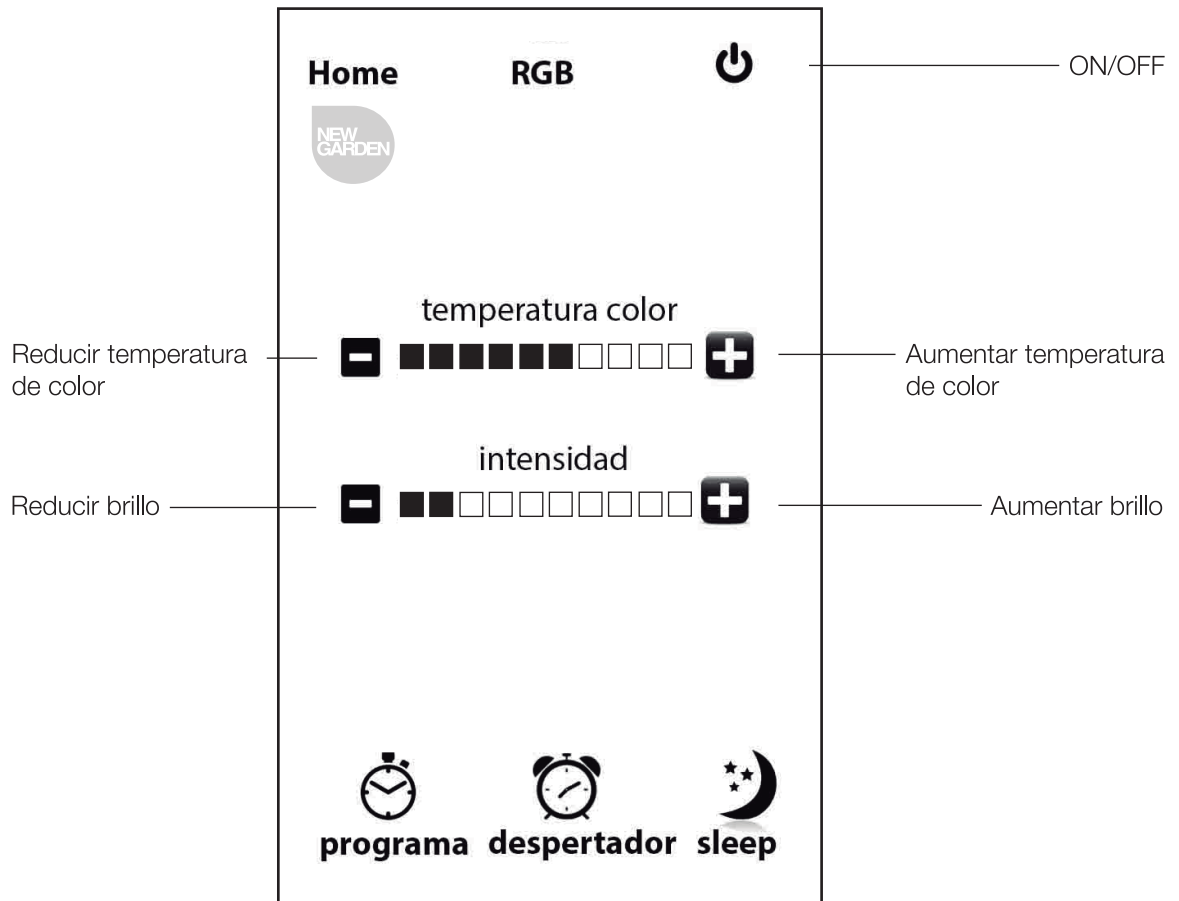 Home
RGB
ON/OFF
NEW
GARDEN
temperatura color
Reducir temperatura
de color
Aumentar temperatura
de color
intensidad
Reducir brillo
Aumentar brillo
programa
despertador
sleep